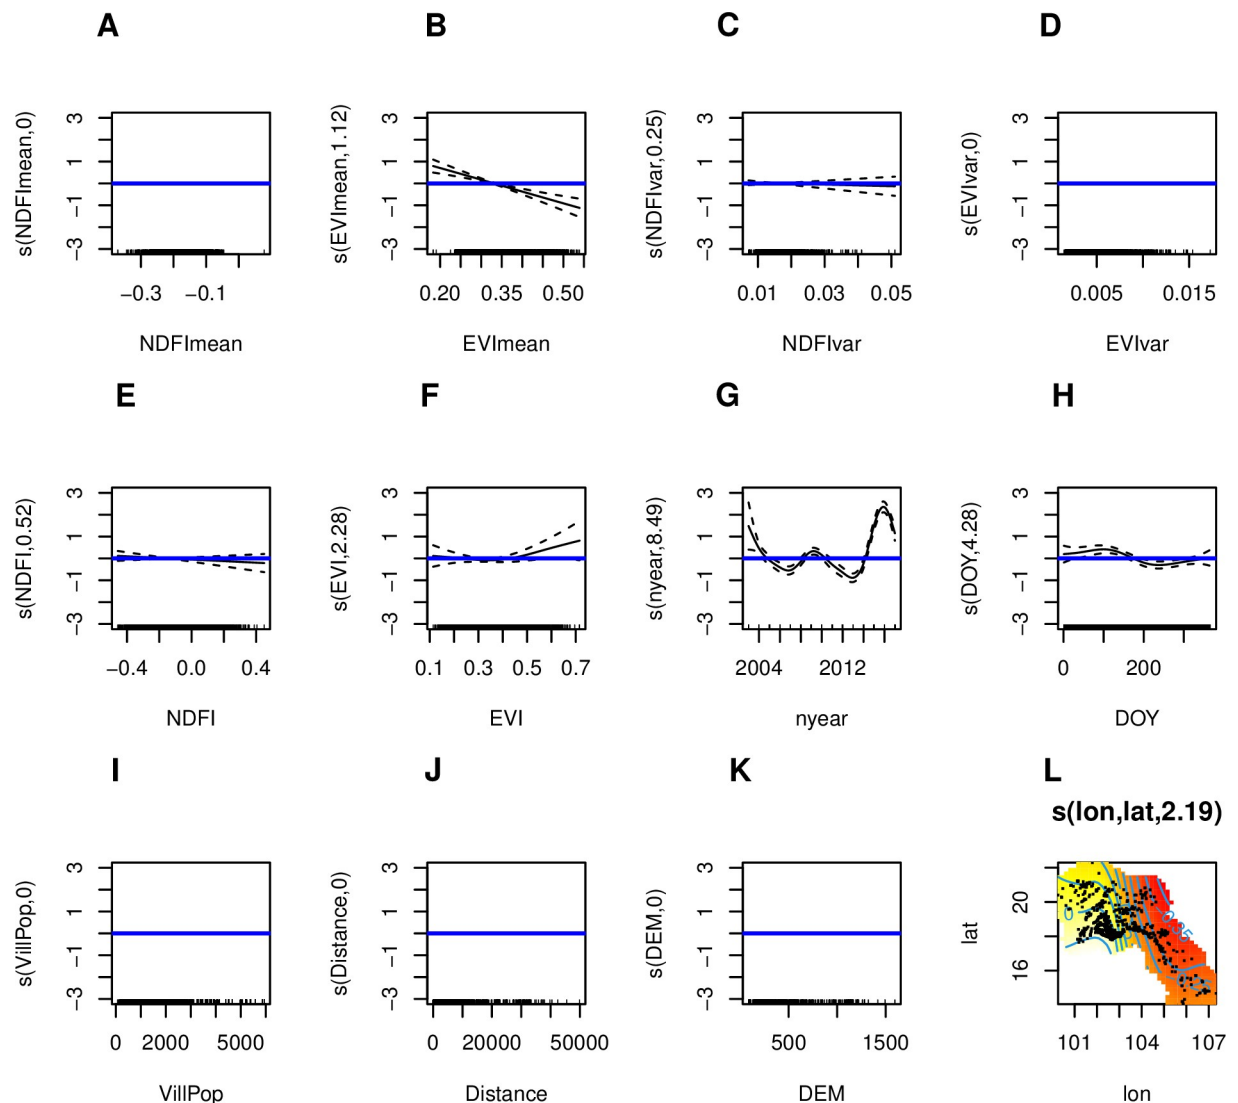 A B C D
s(NDFImean,0) 3 1 −1 −3 −0.3 −0.1 NDFImean
s(EVImean,1.12) 3 1 −1 −3 0.20 0.35 0.50 EVImean
s(NDFIvar,0.25) 3 1 −1 −3 0.01 0.03 0.05 NDFIvar
s(EVIvar,0) 3 1 −1 −3 0.005 0.015 EVIvar
E F G H
s(NDFI,0.52) 3 1 −1 −3 −0.4 0.0 0.4 NDFI
s(EVI,2.28) 3 1 −1 −3 0.1 0.3 0.5 0.7 EVI
s(nyear,8.49) 3 1 −1 −3 2004 2012 nyear
s(DOY,4.28) 3 1 −1 −3 0 200 DOY
I J K L
s(VillPop,0) 3 1 −1 −3 0 2000 5000 VillPop
s(Distance,0) 3 1 −1 −3 0 20000 50000 Distance
s(DEM,0) 3 1 −1 −3 500 1500 DEM
s(lon,lat,2.19)
lat 20 16 0 101 104 107 lon